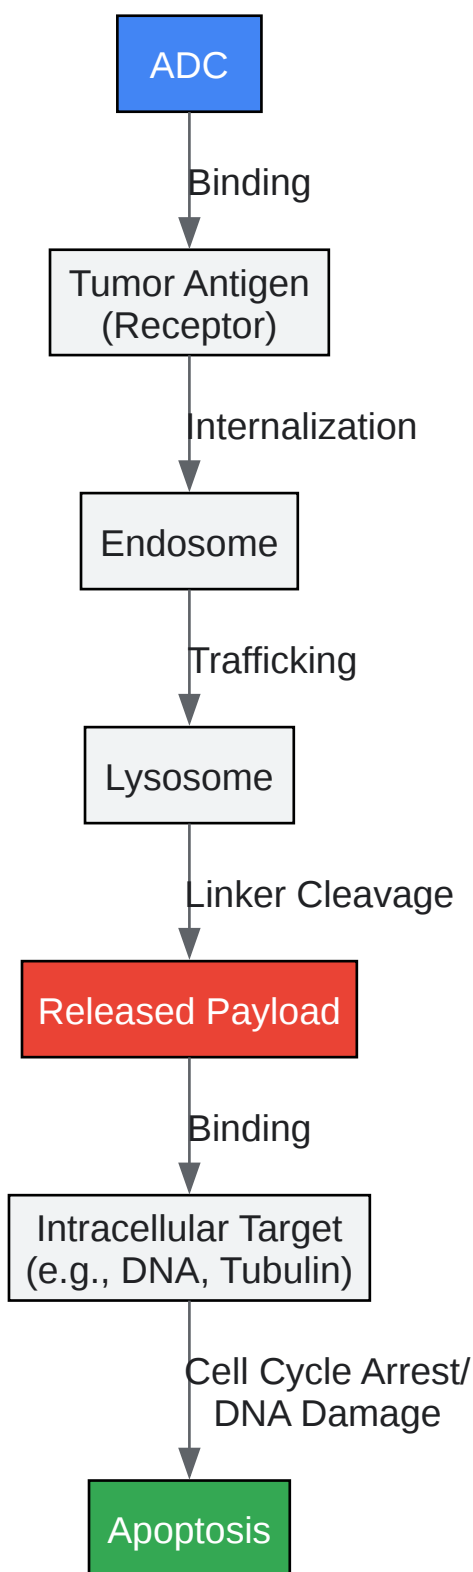 ADC
Binding
Tumor Antigen
(Receptor)
Internalization
Endosome
Trafficking
Lysosome
Linker Cleavage
Released Payload
Binding
Intracellular Target
(e.g., DNA, Tubulin)
Cell Cycle Arrest/
DNA Damage
Apoptosis